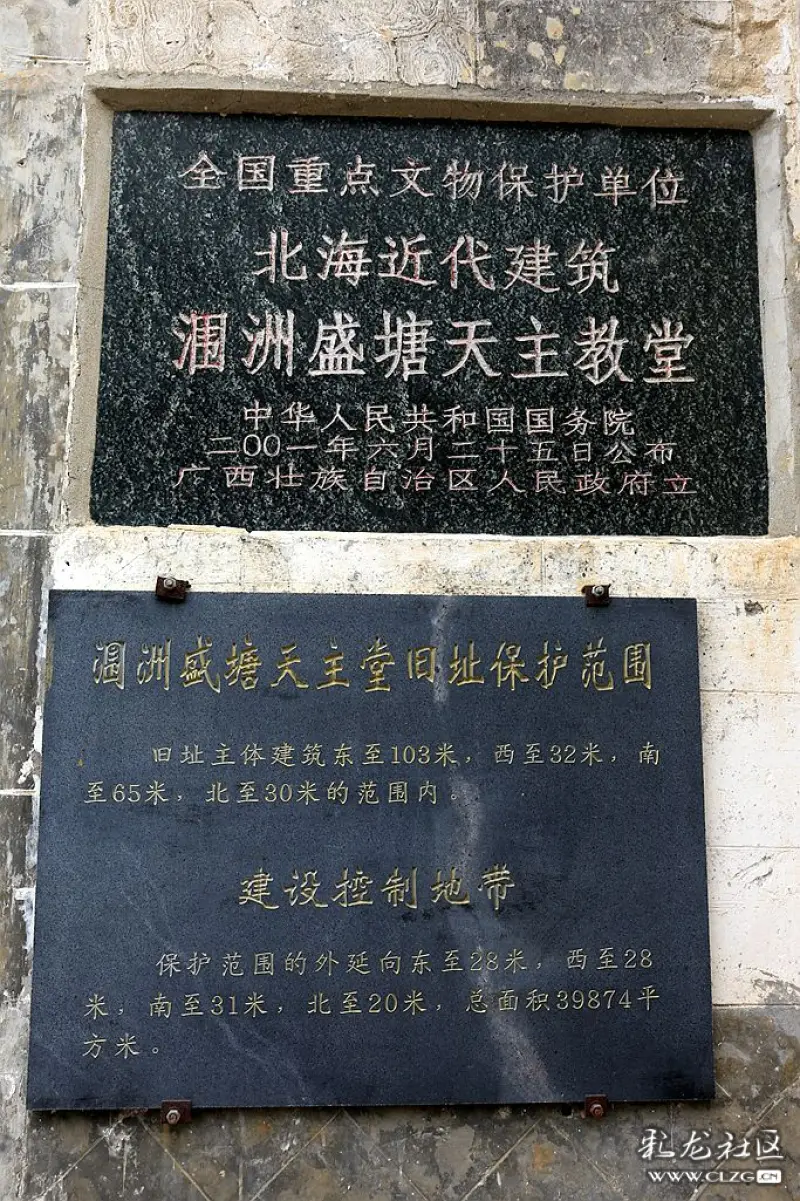 全国重点文物保护单位
北海近代建筑
涠洲盛塘天主教堂
中华人民共和国国务院
二00一年六月二十五日公布
广西壮族自治区人民政府立
涠洲盛塘天主堂旧址保护范围
旧址主体建筑东至103米，西至32米，南
至65米，北至30米的范围内。
建设控制地带
保护范围的外延向东至28米，西至28
米，南至31米，北至20米，总面积39874平
方米。
彩龙社区
WWW.CLZG.CN